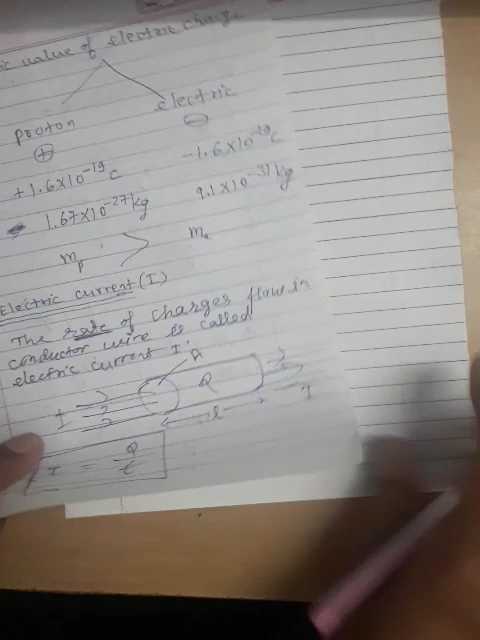 ic value of electric charge
proton electric
+ −
+1.6×10⁻¹⁹C −1.6×10⁻¹⁹C
1.67×10⁻²⁷kg 9.1×10⁻³¹kg
mp > me
Electric current (I)
The rate of charges flow in
conductor wire is called
electric current I.
A
I Q I
l
I = Q/t